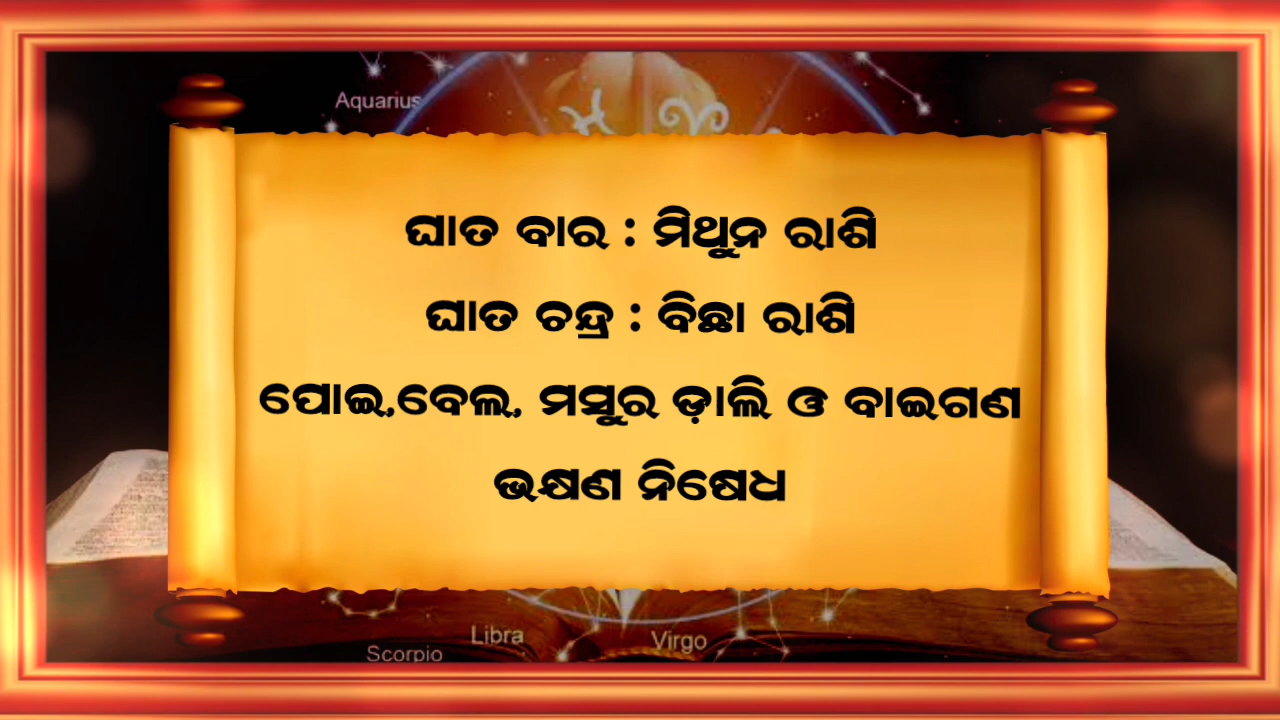 Aquarius
ଘାତ ବାର : ମିଥୁନ ରାଶି
ଘାତ ଚନ୍ଦ୍ର : ବିଛା ରାଶି
ପୋଇ,ବେଲ, ମସୁର ଡ଼ାଲି ଓ ବାଇଗଣ
ଭକ୍ଷଣ ନିଷେଧ
Scorpio Libra Virgo